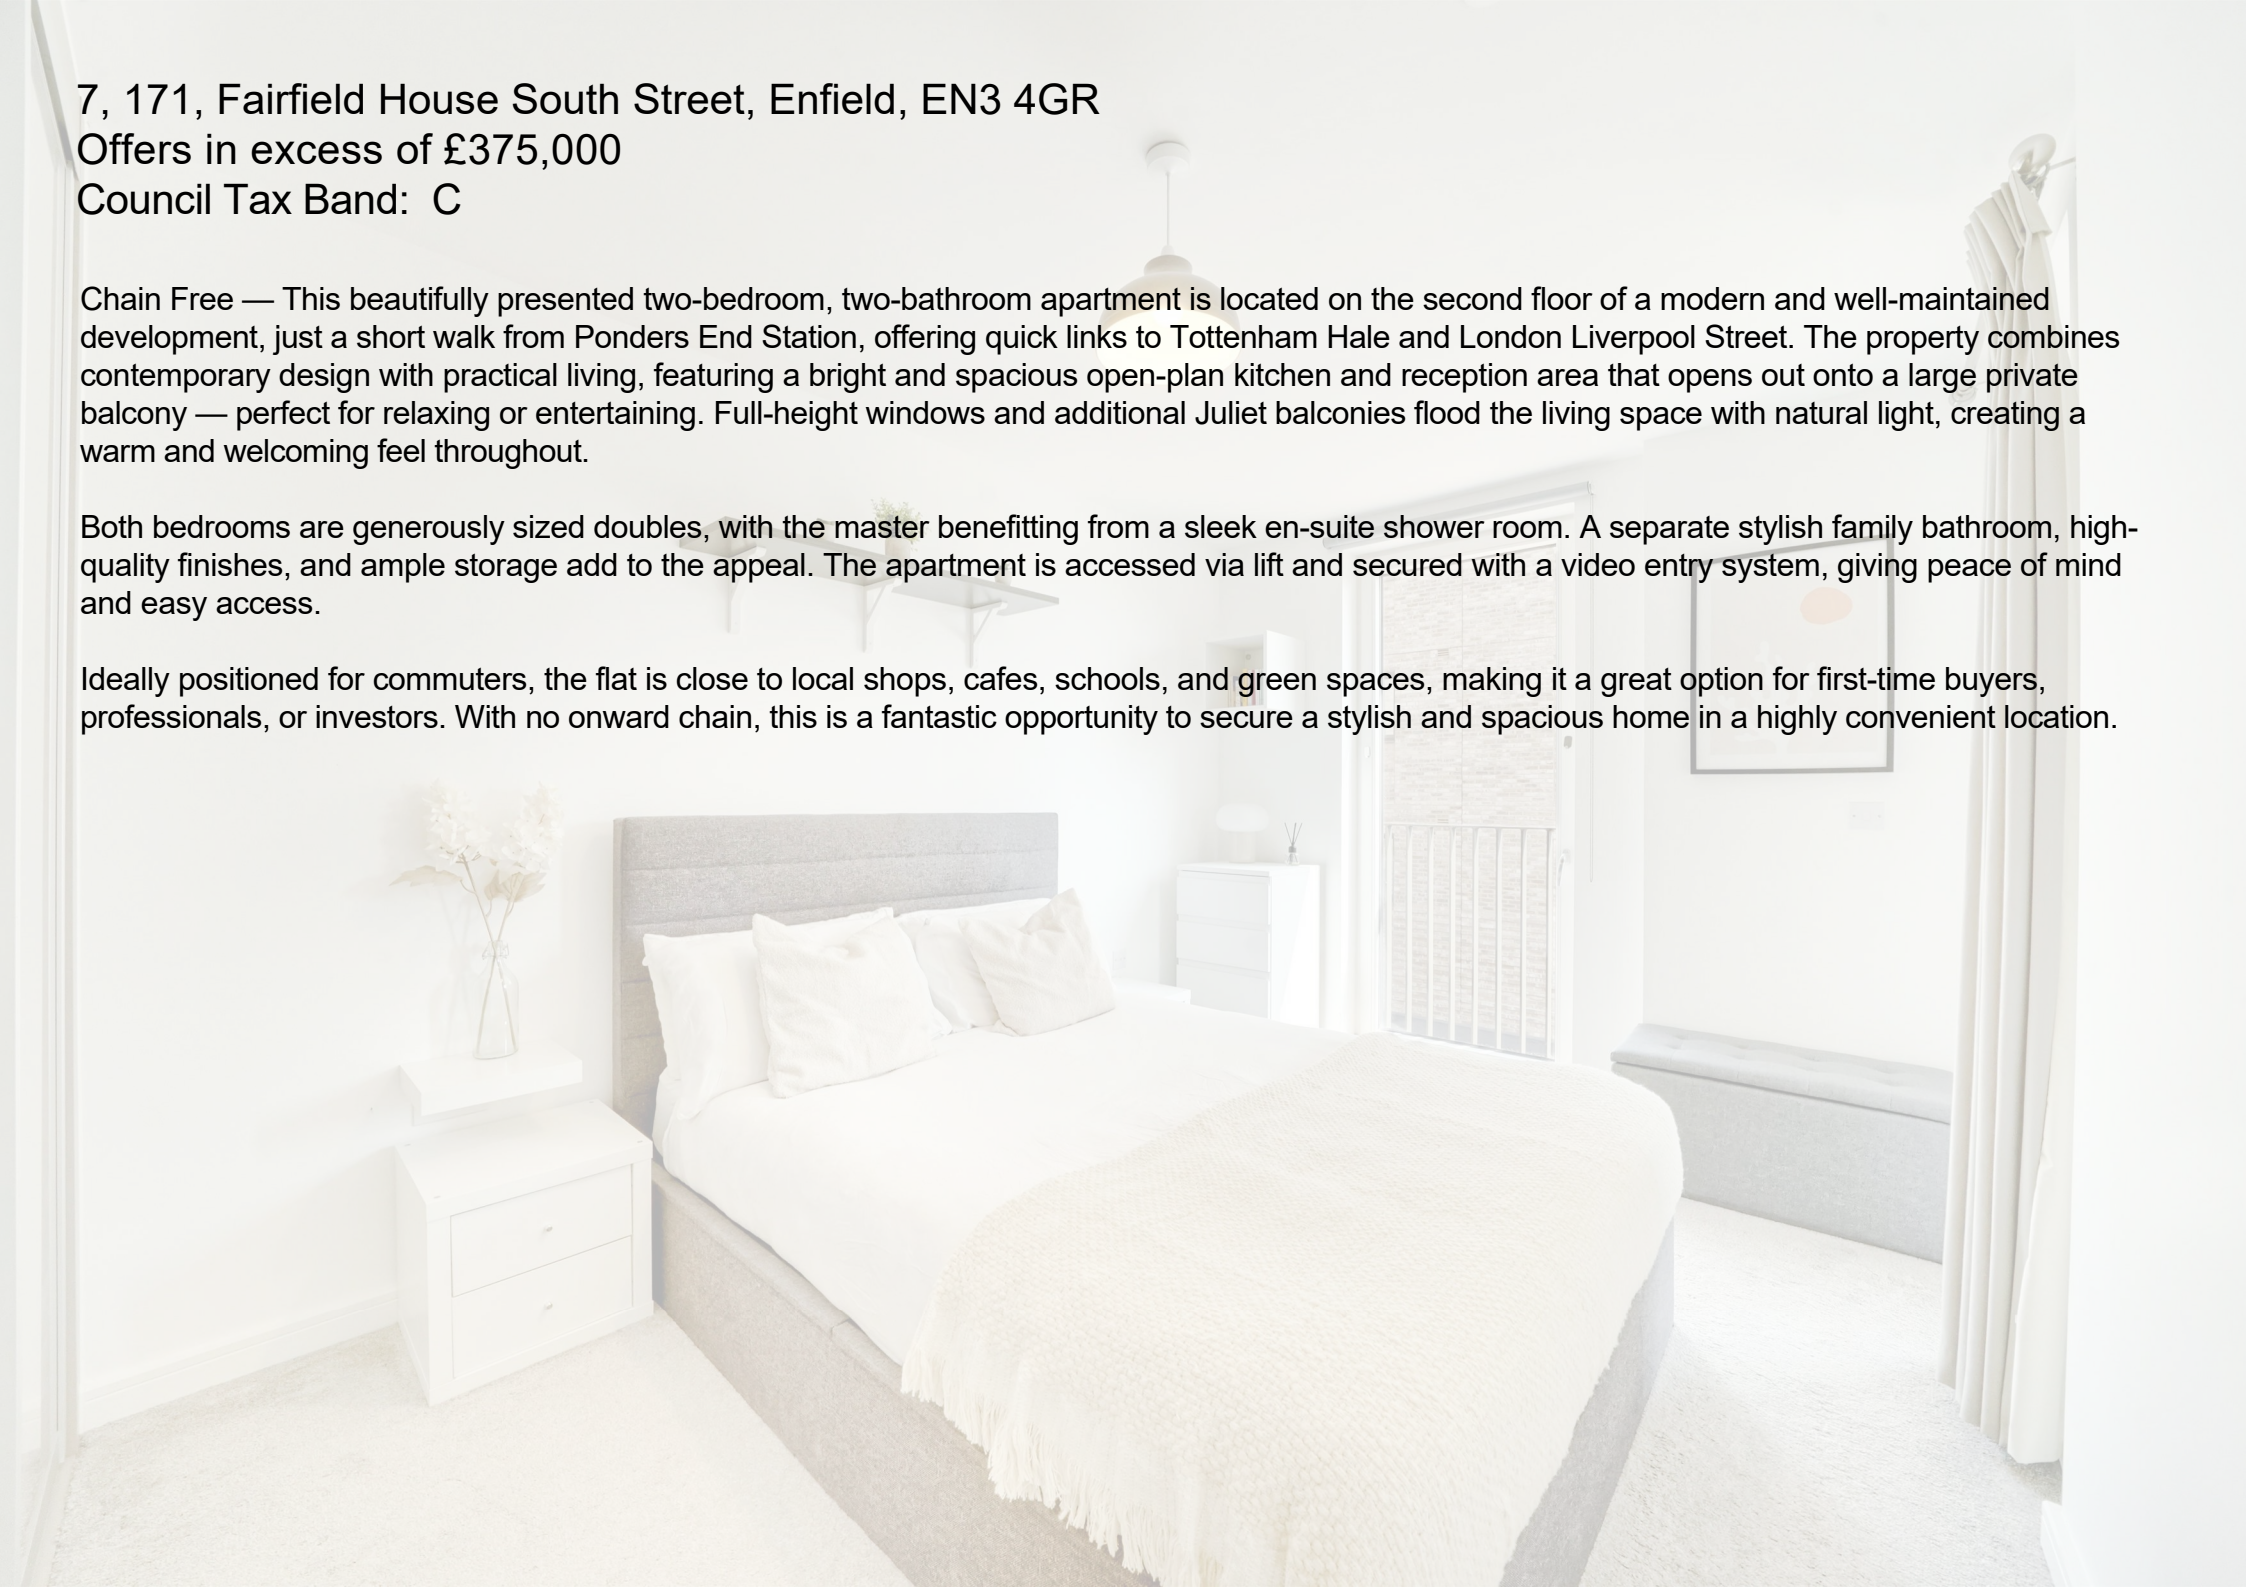 7, 171, Fairfield House South Street, Enfield, EN3 4GR
Offers in excess of £375,000
Council Tax Band:  C
Chain Free — This beautifully presented two-bedroom, two-bathroom apartment is located on the second floor of a modern and well-maintained
development, just a short walk from Ponders End Station, offering quick links to Tottenham Hale and London Liverpool Street. The property combines
contemporary design with practical living, featuring a bright and spacious open-plan kitchen and reception area that opens out onto a large private
balcony — perfect for relaxing or entertaining. Full-height windows and additional Juliet balconies flood the living space with natural light, creating a
warm and welcoming feel throughout.
Both bedrooms are generously sized doubles, with the master benefitting from a sleek en-suite shower room. A separate stylish family bathroom, high-
quality finishes, and ample storage add to the appeal. The apartment is accessed via lift and secured with a video entry system, giving peace of mind
and easy access.
Ideally positioned for commuters, the flat is close to local shops, cafes, schools, and green spaces, making it a great option for first-time buyers,
professionals, or investors. With no onward chain, this is a fantastic opportunity to secure a stylish and spacious home in a highly convenient location.